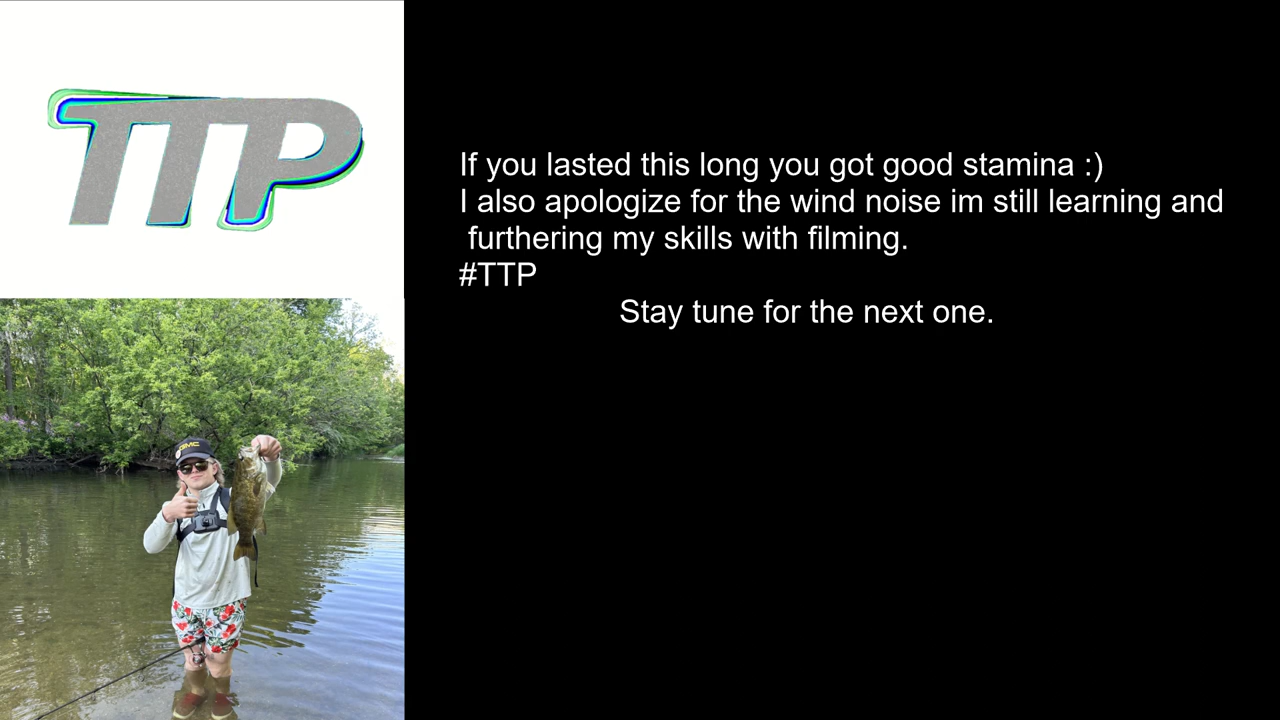 TTP
If you lasted this long you got good stamina :)
I also apologize for the wind noise im still learning and
furthering my skills with filming.
#TTP
Stay tune for the next one.
GMC